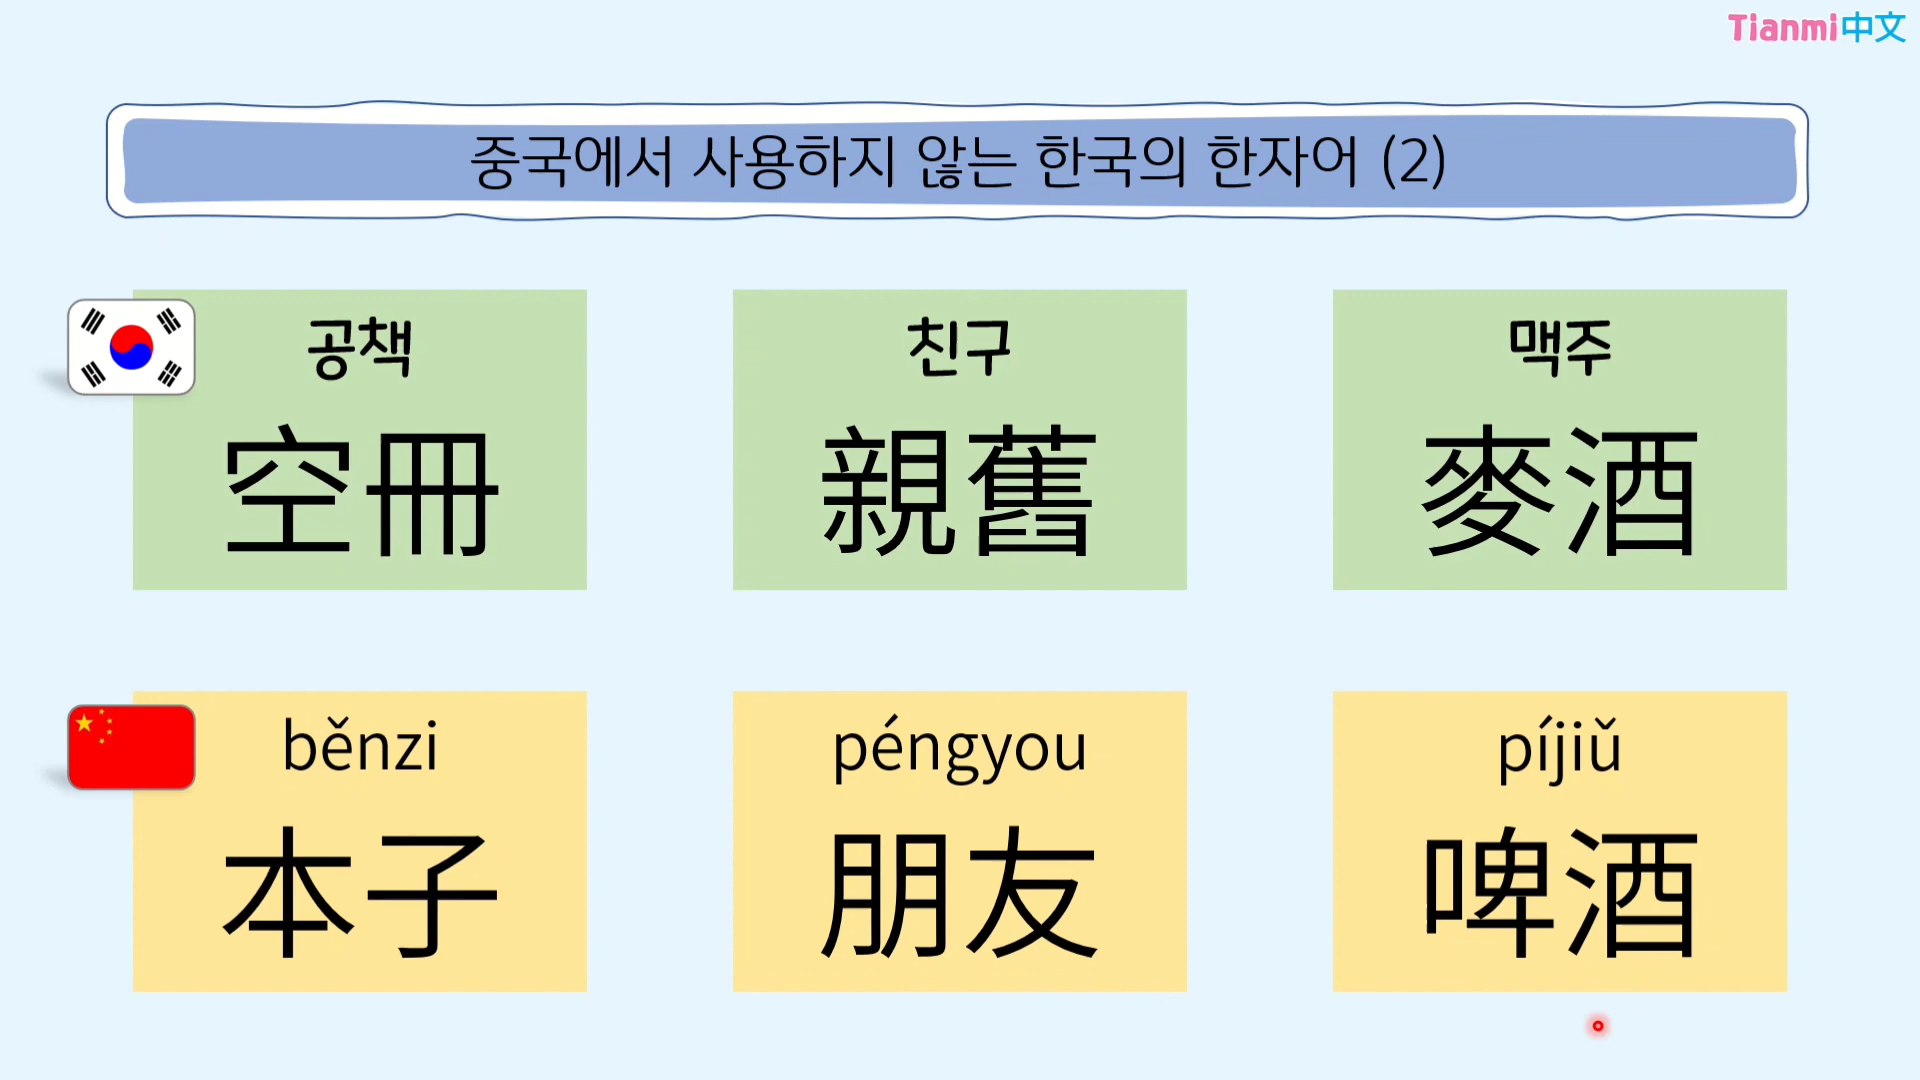 Tianmi中文
중국에서 사용하지 않는 한국의 한자어 (2)
공책
空冊
친구
親舊
맥주
麥酒
běnzi
本子
péngyou
朋友
píjiǔ
啤酒